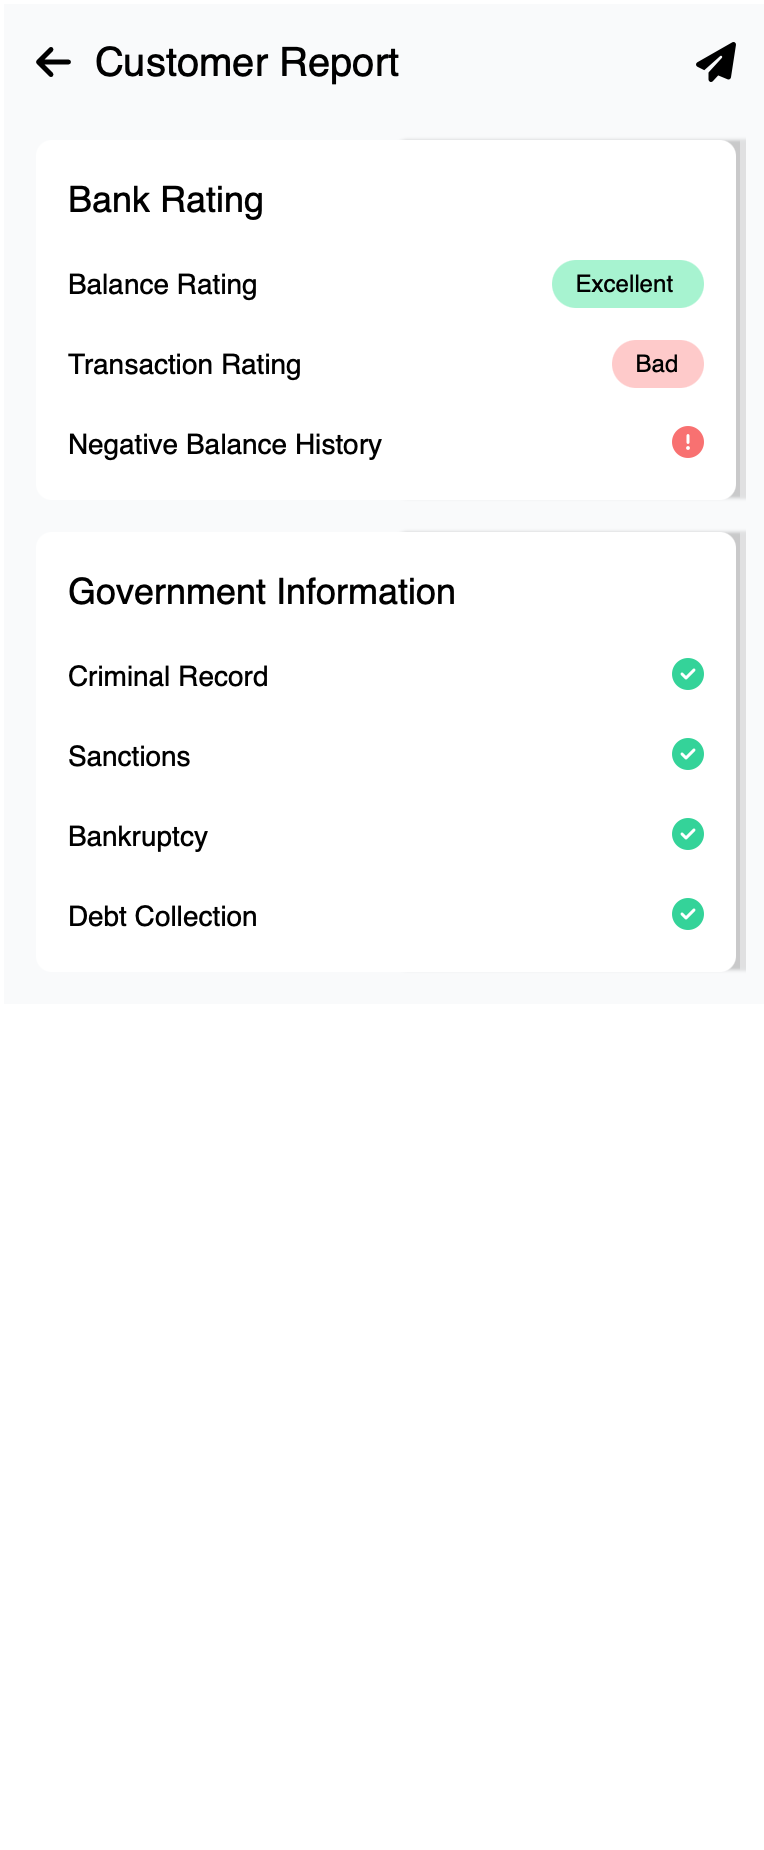 Customer Report
Bank Rating
Balance Rating Excellent
Transaction Rating Bad
Negative Balance History
Government Information
Criminal Record
Sanctions
Bankruptcy
Debt Collection